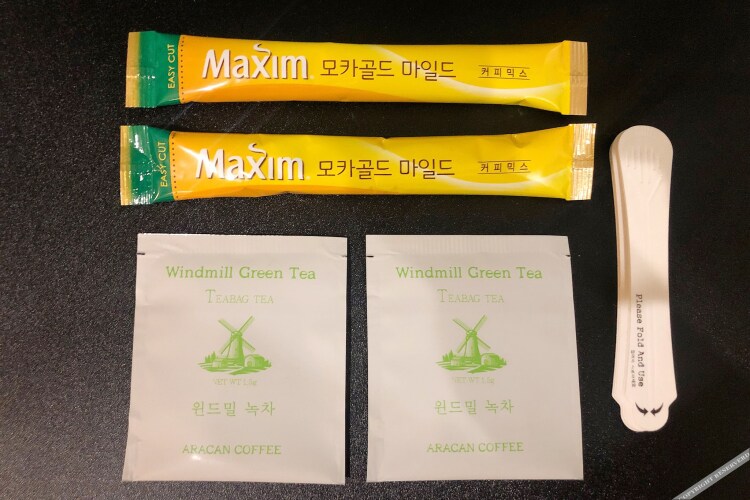 EASY CUT
Maxim 모카골드 마일드 커피믹스
EASY CUT
Maxim 모카골드 마일드 커피믹스
Windmill Green Tea
TEABAG TEA
윈드밀 녹차
ARACAN COFFEE
Windmill Green Tea
TEABAG TEA
윈드밀 녹차
ARACAN COFFEE
Please Fold And Use
COPYRIGHT RESERVED